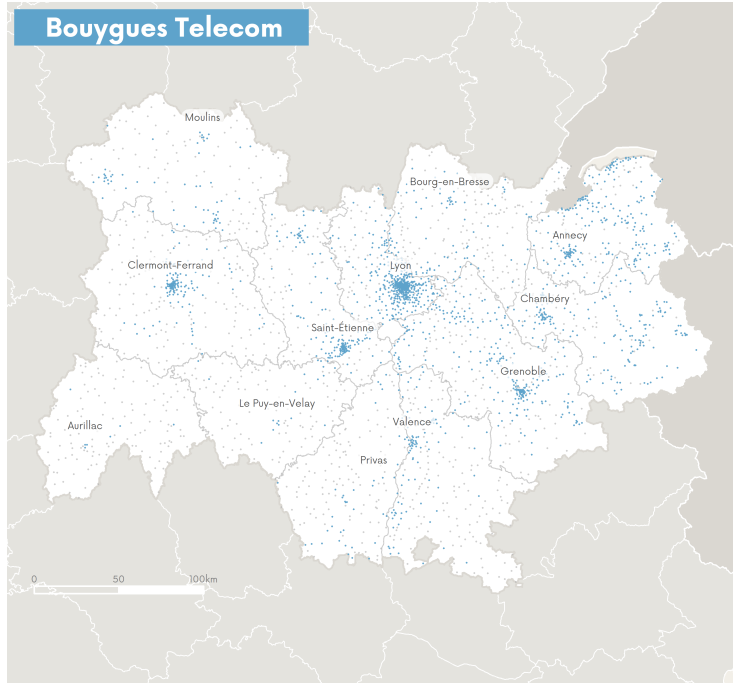 Bouygues Telecom
Moulins
Bourg-en-Bresse
Annecy
Clermont-Ferrand
Lyon
Chambéry
Saint-Étienne
Grenoble
Le Puy-en-Velay
Aurillac
Valence
Privas
0 50 100km